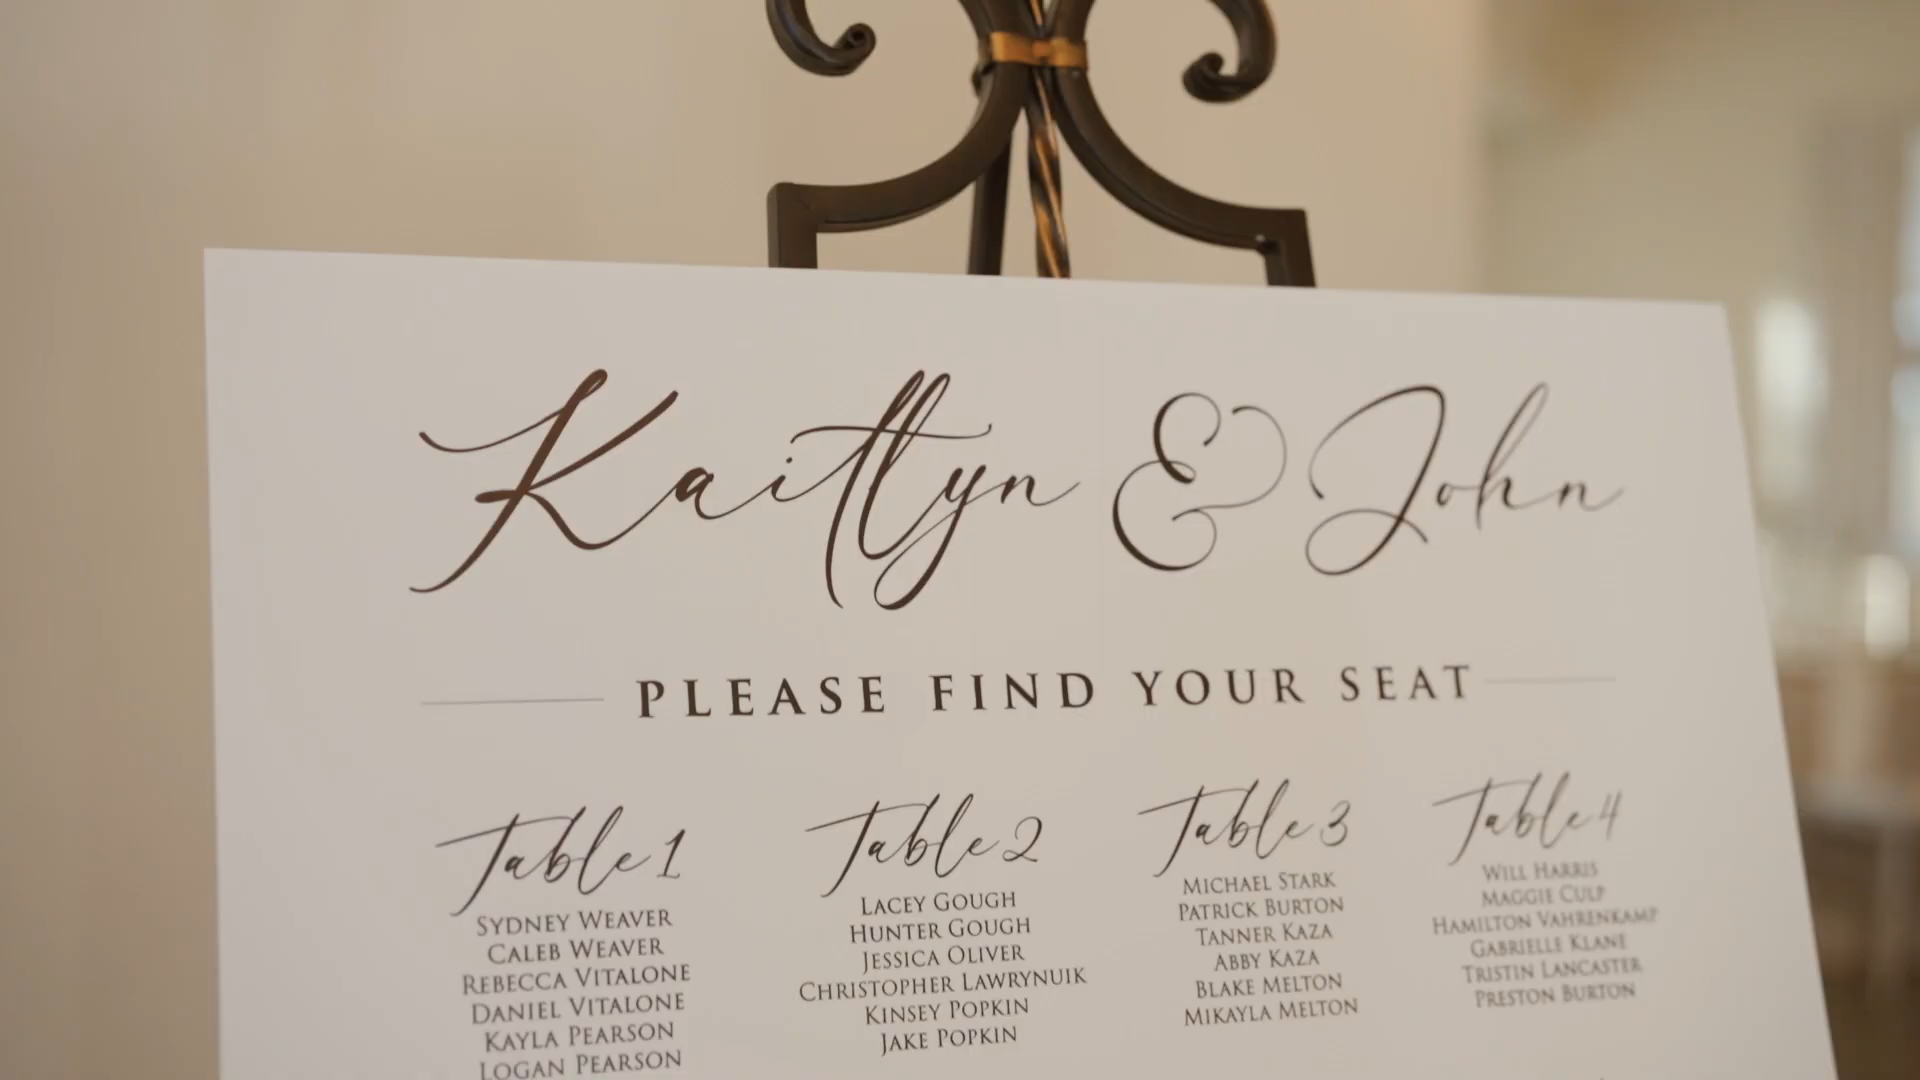 Kaitlyn & John
PLEASE FIND YOUR SEAT
Table 1
SYDNEY WEAVER
CALEB WEAVER
REBECCA VITALONE
DANIEL VITALONE
KAYLA PEARSON
LOGAN PEARSON
Table 2
LACEY GOUGH
HUNTER GOUGH
JESSICA OLIVER
CHRISTOPHER LAWRYNUIK
KINSEY POPKIN
JAKE POPKIN
Table 3
MICHAEL STARK
PATRICK BURTON
TANNER KAZA
ABBY KAZA
BLAKE MELTON
MIKAYLA MELTON
Table 4
WILL HARRIS
MAGGIE CULP
HAMILTON VAHRENKAMP
GABRIELLE KLANE
TRISTIN LANCASTER
PRESTON BURTON